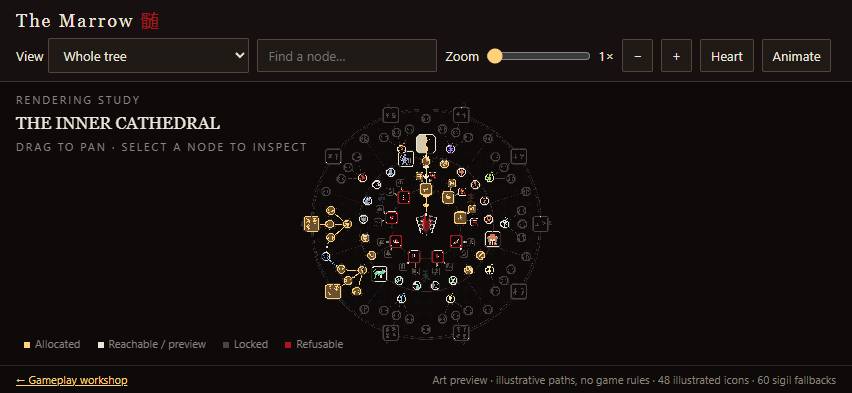 The Marrow 髄
View Whole tree Find a node... Zoom 1× − + Heart Animate
RENDERING STUDY
THE INNER CATHEDRAL
DRAG TO PAN · SELECT A NODE TO INSPECT
Allocated Reachable / preview Locked Refusable
← Gameplay workshop
Art preview · illustrative paths, no game rules · 48 illustrated icons · 60 sigil fallbacks